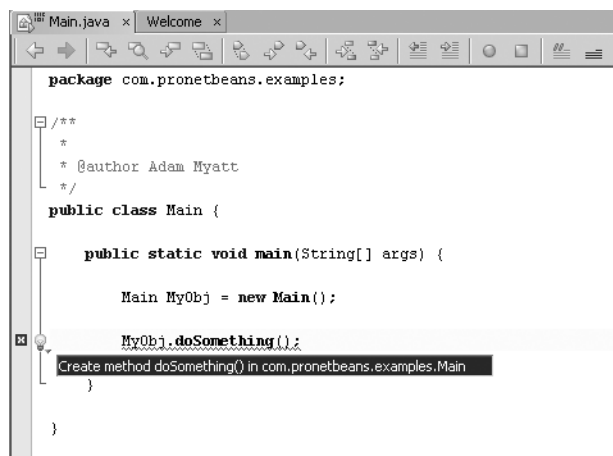 Main.java × Welcome ×
package com.pronetbeans.examples;
/**
*
* @author Adam Myatt
*/
public class Main {
public static void main(String[] args) {
Main MyObj = new Main();
MyObj.doSomething();
Create method doSomething() in com.pronetbeans.examples.Main
}
}